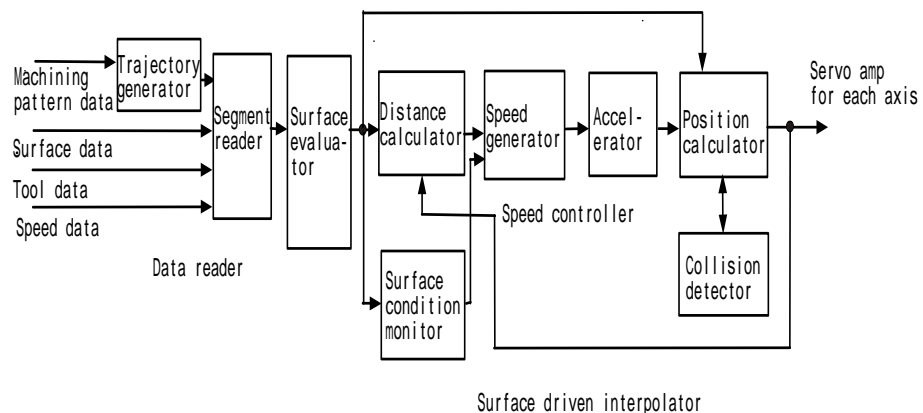 Machining
pattern data
Trajectory
generator
Surface data
Tool data
Speed data
Segment
reader
Surface
evalua-
tor
Distance
calculator
Speed
generator
Accel-
erator
Position
calculator
Servo amp
for each axis
Speed controller
Data reader
Surface
condition
monitor
Collision
detector
Surface driven interpolator